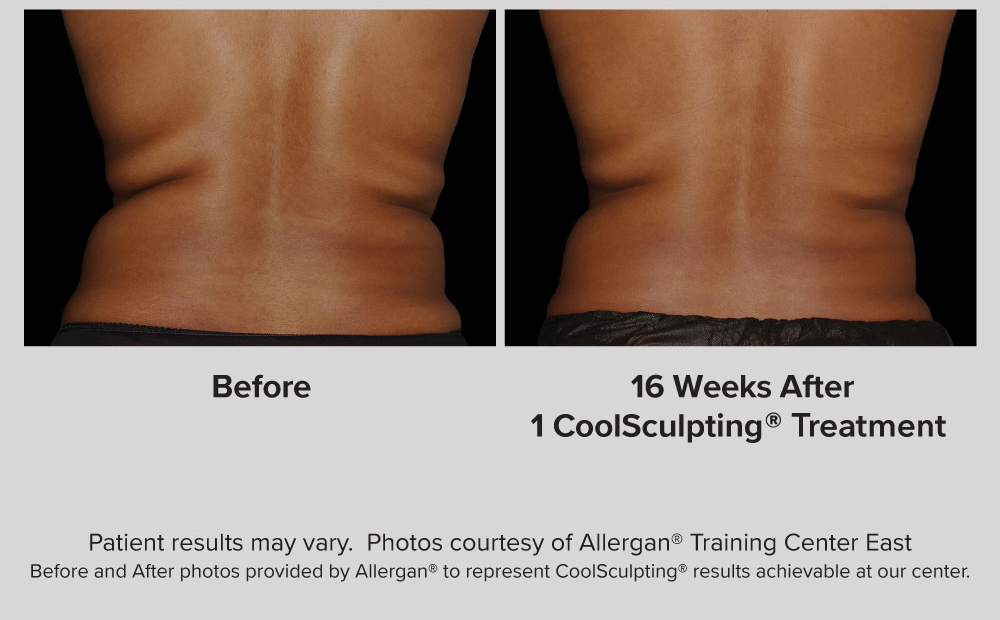 Before
16 Weeks After
1 CoolSculpting® Treatment
Patient results may vary.  Photos courtesy of Allergan® Training Center East
Before and After photos provided by Allergan® to represent CoolSculpting® results achievable at our center.